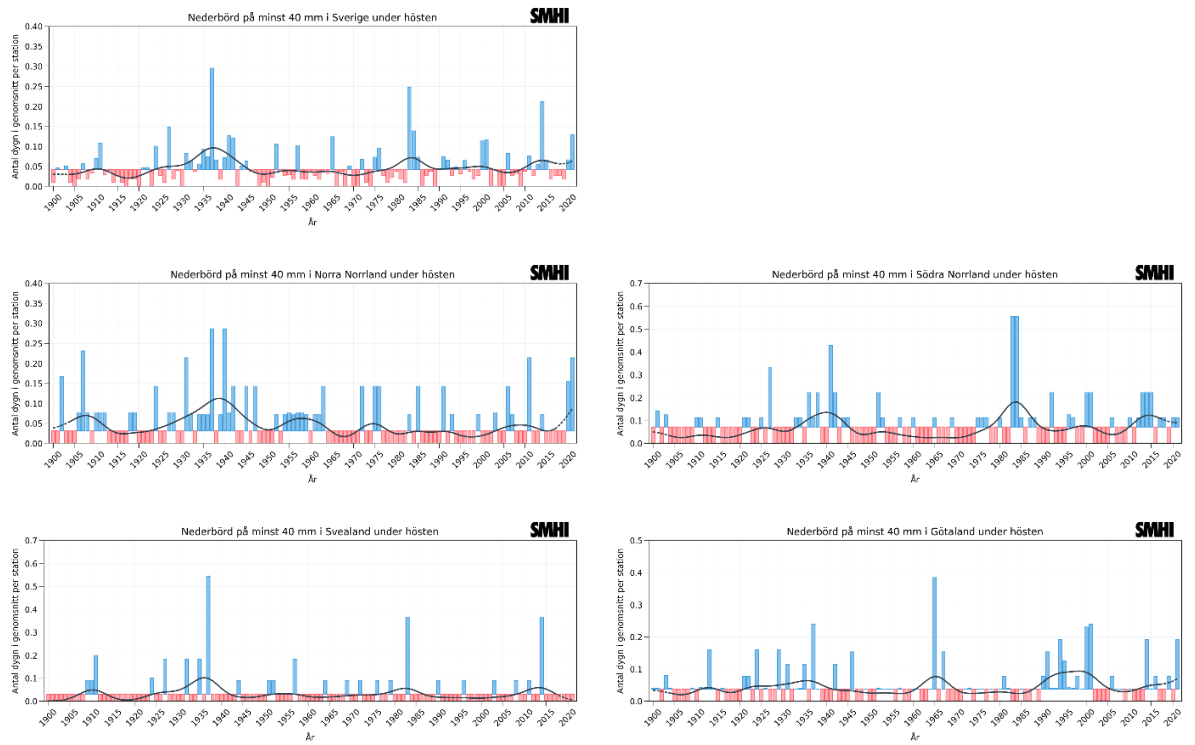 Nederbörd på minst 40 mm i Sverige under hösten
SMHI
Antal dygn i genomsnitt per station
0.40
0.35
0.30
0.25
0.20
0.15
0.10
0.05
0.00
1900 1905 1910 1915 1920 1925 1930 1935 1940 1945 1950 1955 1960 1965 1970 1975 1980 1985 1990 1995 2000 2005 2010 2015 2020
År
Nederbörd på minst 40 mm i Norra Norrland under hösten
SMHI
Antal dygn i genomsnitt per station
0.40
0.35
0.30
0.25
0.20
0.15
0.10
0.05
0.00
1900 1905 1910 1915 1920 1925 1930 1935 1940 1945 1950 1955 1960 1965 1970 1975 1980 1985 1990 1995 2000 2005 2010 2015 2020
År
Nederbörd på minst 40 mm i Södra Norrland under hösten
SMHI
Antal dygn i genomsnitt per station
0.7
0.6
0.5
0.4
0.3
0.2
0.1
0.0
1900 1905 1910 1915 1920 1925 1930 1935 1940 1945 1950 1955 1960 1965 1970 1975 1980 1985 1990 1995 2000 2005 2010 2015 2020
År
Nederbörd på minst 40 mm i Svealand under hösten
SMHI
Antal dygn i genomsnitt per station
0.7
0.6
0.5
0.4
0.3
0.2
0.1
0.0
1900 1905 1910 1915 1920 1925 1930 1935 1940 1945 1950 1955 1960 1965 1970 1975 1980 1985 1990 1995 2000 2005 2010 2015 2020
År
Nederbörd på minst 40 mm i Götaland under hösten
SMHI
Antal dygn i genomsnitt per station
0.5
0.4
0.3
0.2
0.1
0.0
1900 1905 1910 1915 1920 1925 1930 1935 1940 1945 1950 1955 1960 1965 1970 1975 1980 1985 1990 1995 2000 2005 2010 2015 2020
År